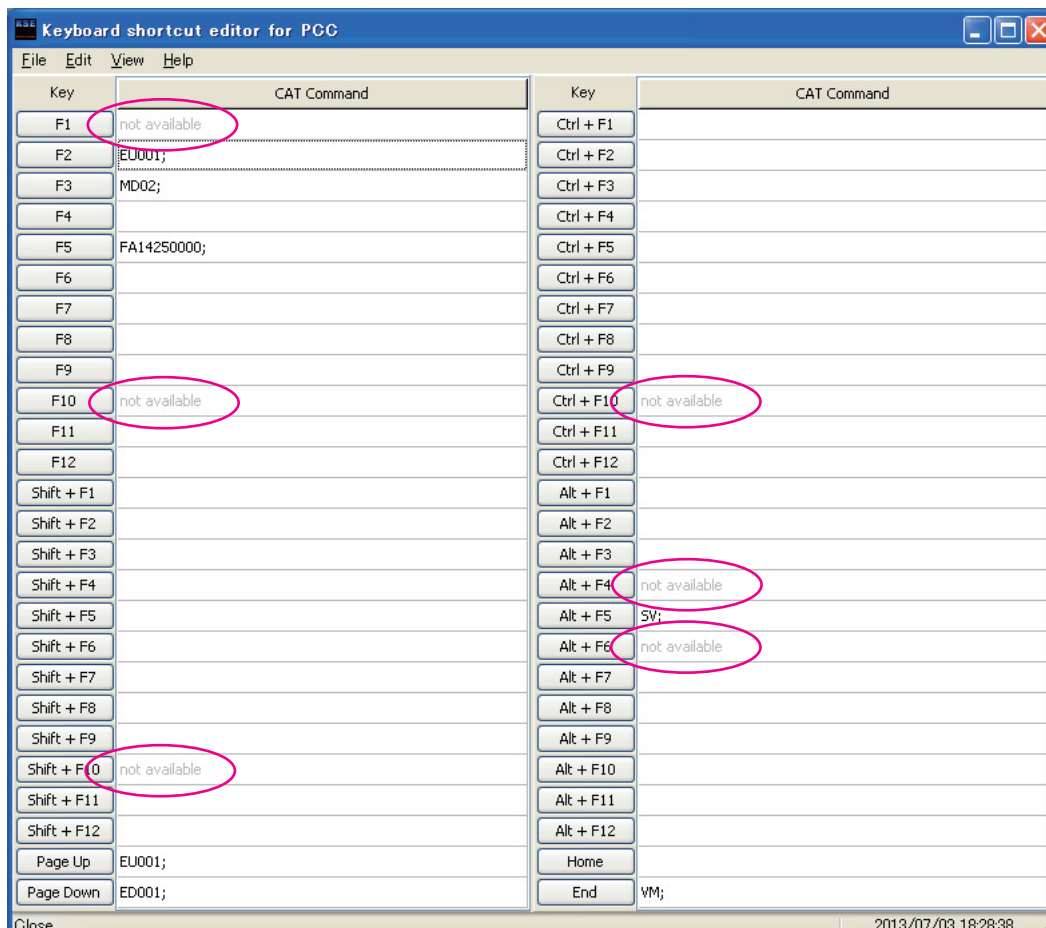 KSE Keyboard shortcut editor for PCC
File Edit View Help
Key CAT Command Key CAT Command
F1 not available Ctrl + F1
F2 EU001; Ctrl + F2
F3 MD02; Ctrl + F3
F4 Ctrl + F4
F5 FA14250000; Ctrl + F5
F6 Ctrl + F6
F7 Ctrl + F7
F8 Ctrl + F8
F9 Ctrl + F9
F10 not available Ctrl + F10 not available
F11 Ctrl + F11
F12 Ctrl + F12
Shift + F1 Alt + F1
Shift + F2 Alt + F2
Shift + F3 Alt + F3
Shift + F4 Alt + F4 not available
Shift + F5 Alt + F5 SV;
Shift + F6 Alt + F6 not available
Shift + F7 Alt + F7
Shift + F8 Alt + F8
Shift + F9 Alt + F9
Shift + F10 not available Alt + F10
Shift + F11 Alt + F11
Shift + F12 Alt + F12
Page Up EU001; Home
Page Down ED001; End VM;
Close 2013/07/03 18:28:38